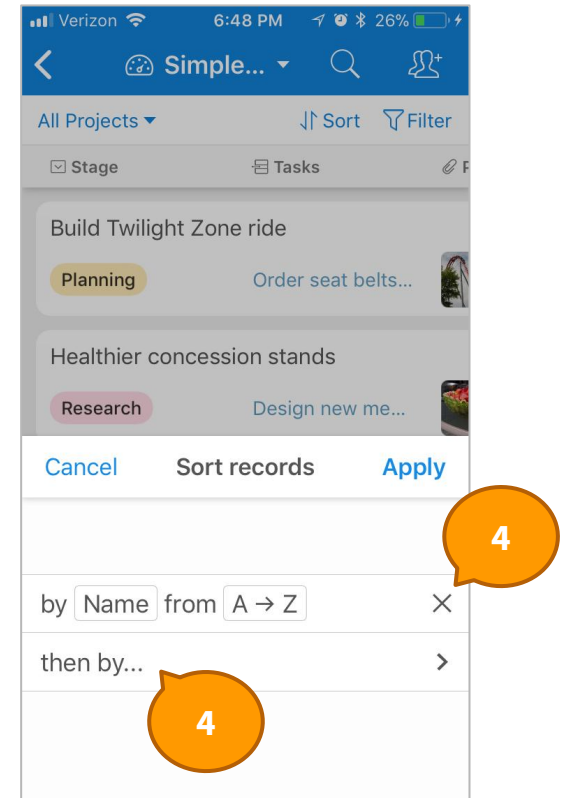 Verizon 6:48 PM 26%
Simple...
All Projects Sort Filter
Stage Tasks
Build Twilight Zone ride
Planning Order seat belts...
Healthier concession stands
Research Design new me...
Cancel Sort records Apply
4
by Name from A → Z
then by...
4